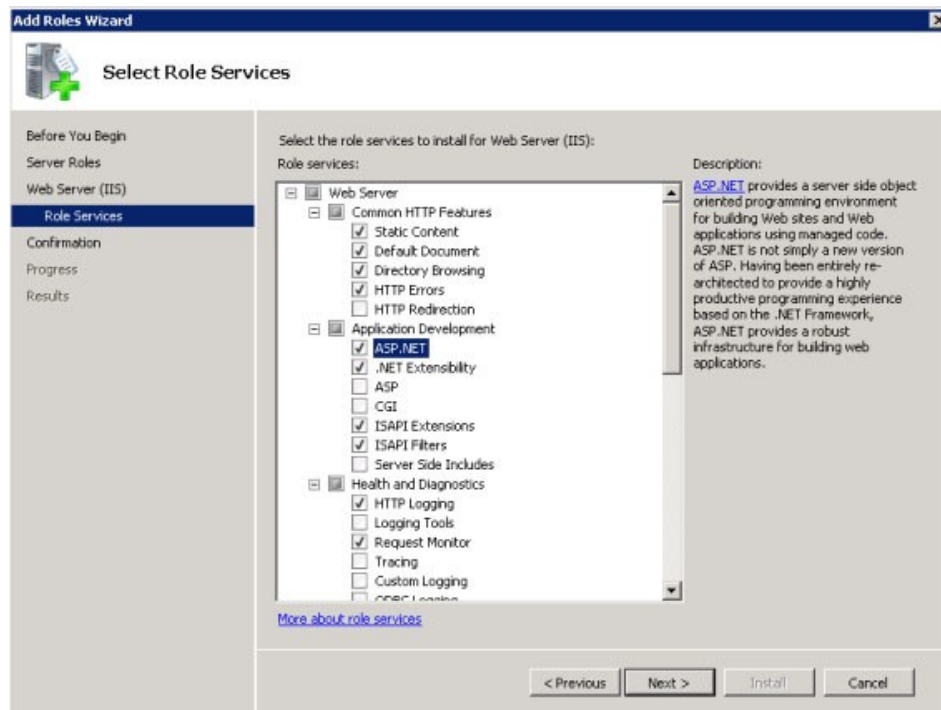 Add Roles Wizard
Select Role Services
Before You Begin
Server Roles
Web Server (IIS)
Role Services
Confirmation
Progress
Results
Select the role services to install for Web Server (IIS):
Role services:
Web Server
Common HTTP Features
Static Content
Default Document
Directory Browsing
HTTP Errors
HTTP Redirection
Application Development
ASP.NET
.NET Extensibility
ASP
CGI
ISAPI Extensions
ISAPI Filters
Server Side Includes
Health and Diagnostics
HTTP Logging
Logging Tools
Request Monitor
Tracing
Custom Logging
ODBC Logging
More about role services
Description:
ASP.NET provides a server side object
oriented programming environment
for building Web sites and Web
applications using managed code.
ASP.NET is not simply a new version
of ASP. Having been entirely re-
architected to provide a highly
productive programming experience
based on the .NET Framework,
ASP.NET provides a robust
infrastructure for building web
applications.
< Previous
Next >
Install
Cancel